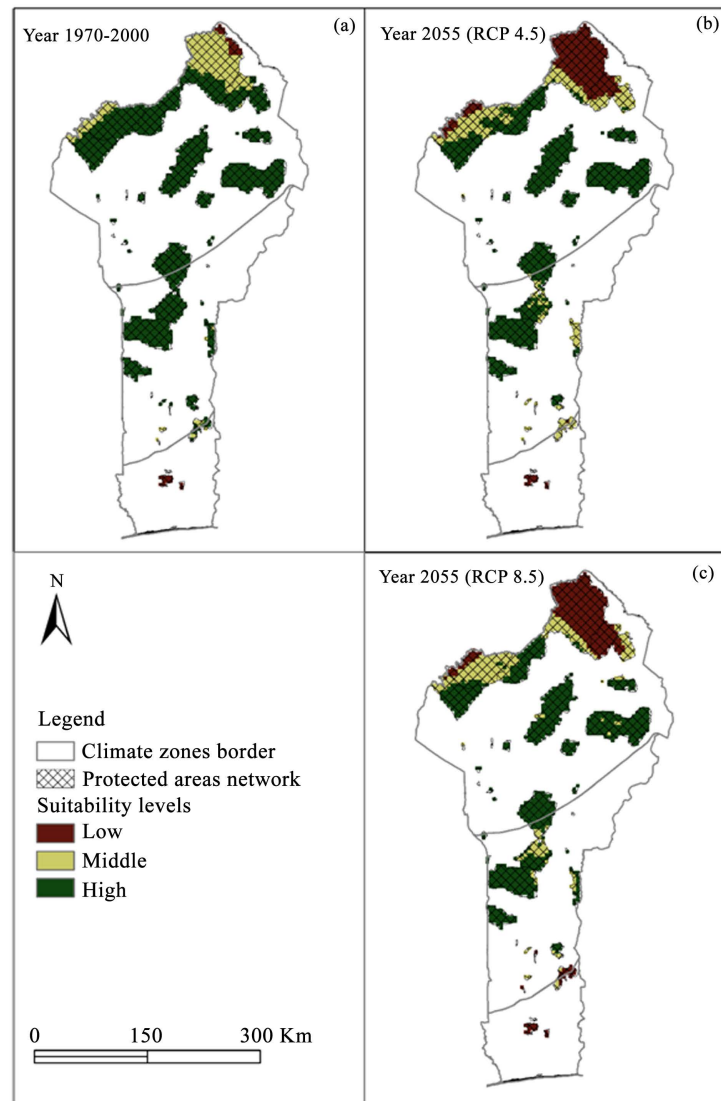 Year 1970-2000
(a)
Year 2055 (RCP 4.5)
(b)
N
Legend
Climate zones border
Protected areas network
Suitability levels
Low
Middle
High
0 150 300 Km
Year 2055 (RCP 8.5)
(c)